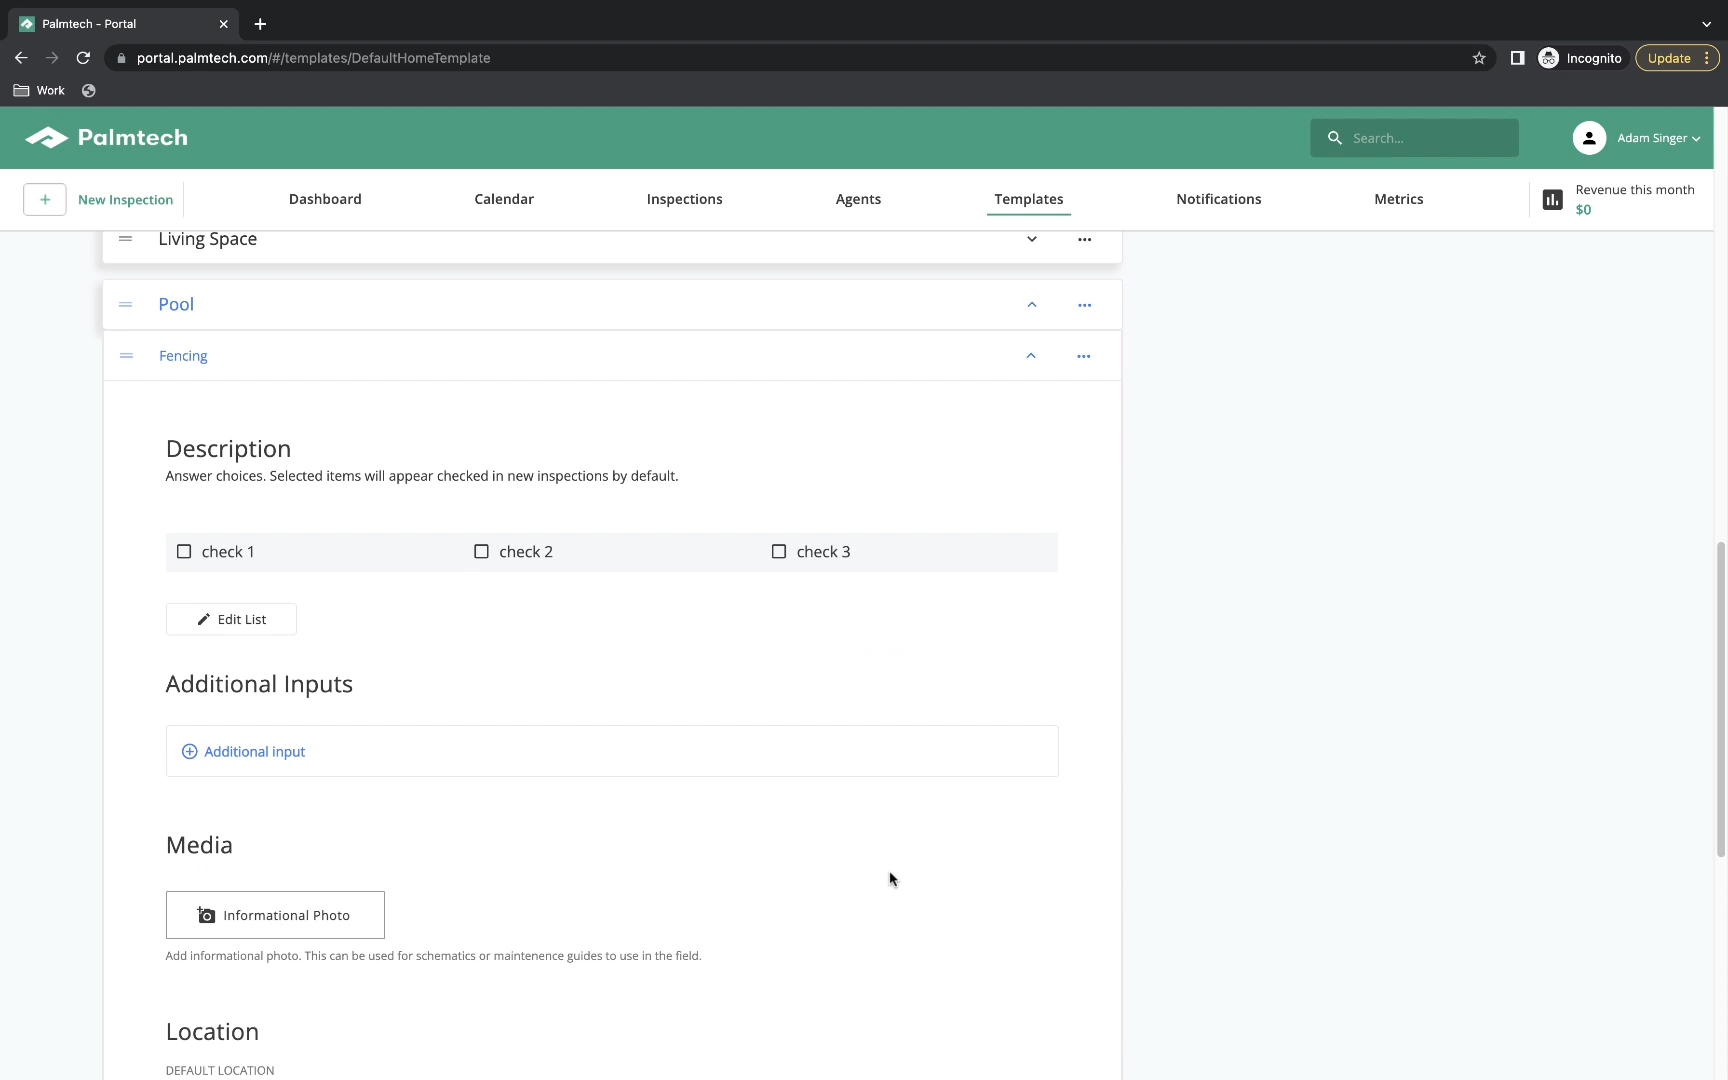 Palmtech - Portal
portal.palmtech.com/#/templates/DefaultHomeTemplate
Incognito
Update
Work
Palmtech
Search...
Adam Singer
+ New Inspection
Dashboard
Calendar
Inspections
Agents
Templates
Notifications
Metrics
Revenue this month
$0
Living Space
Pool
Fencing
Description
Answer choices. Selected items will appear checked in new inspections by default.
check 1
check 2
check 3
Edit List
Additional Inputs
Additional input
Media
Informational Photo
Add informational photo. This can be used for schematics or maintenence guides to use in the field.
Location
DEFAULT LOCATION